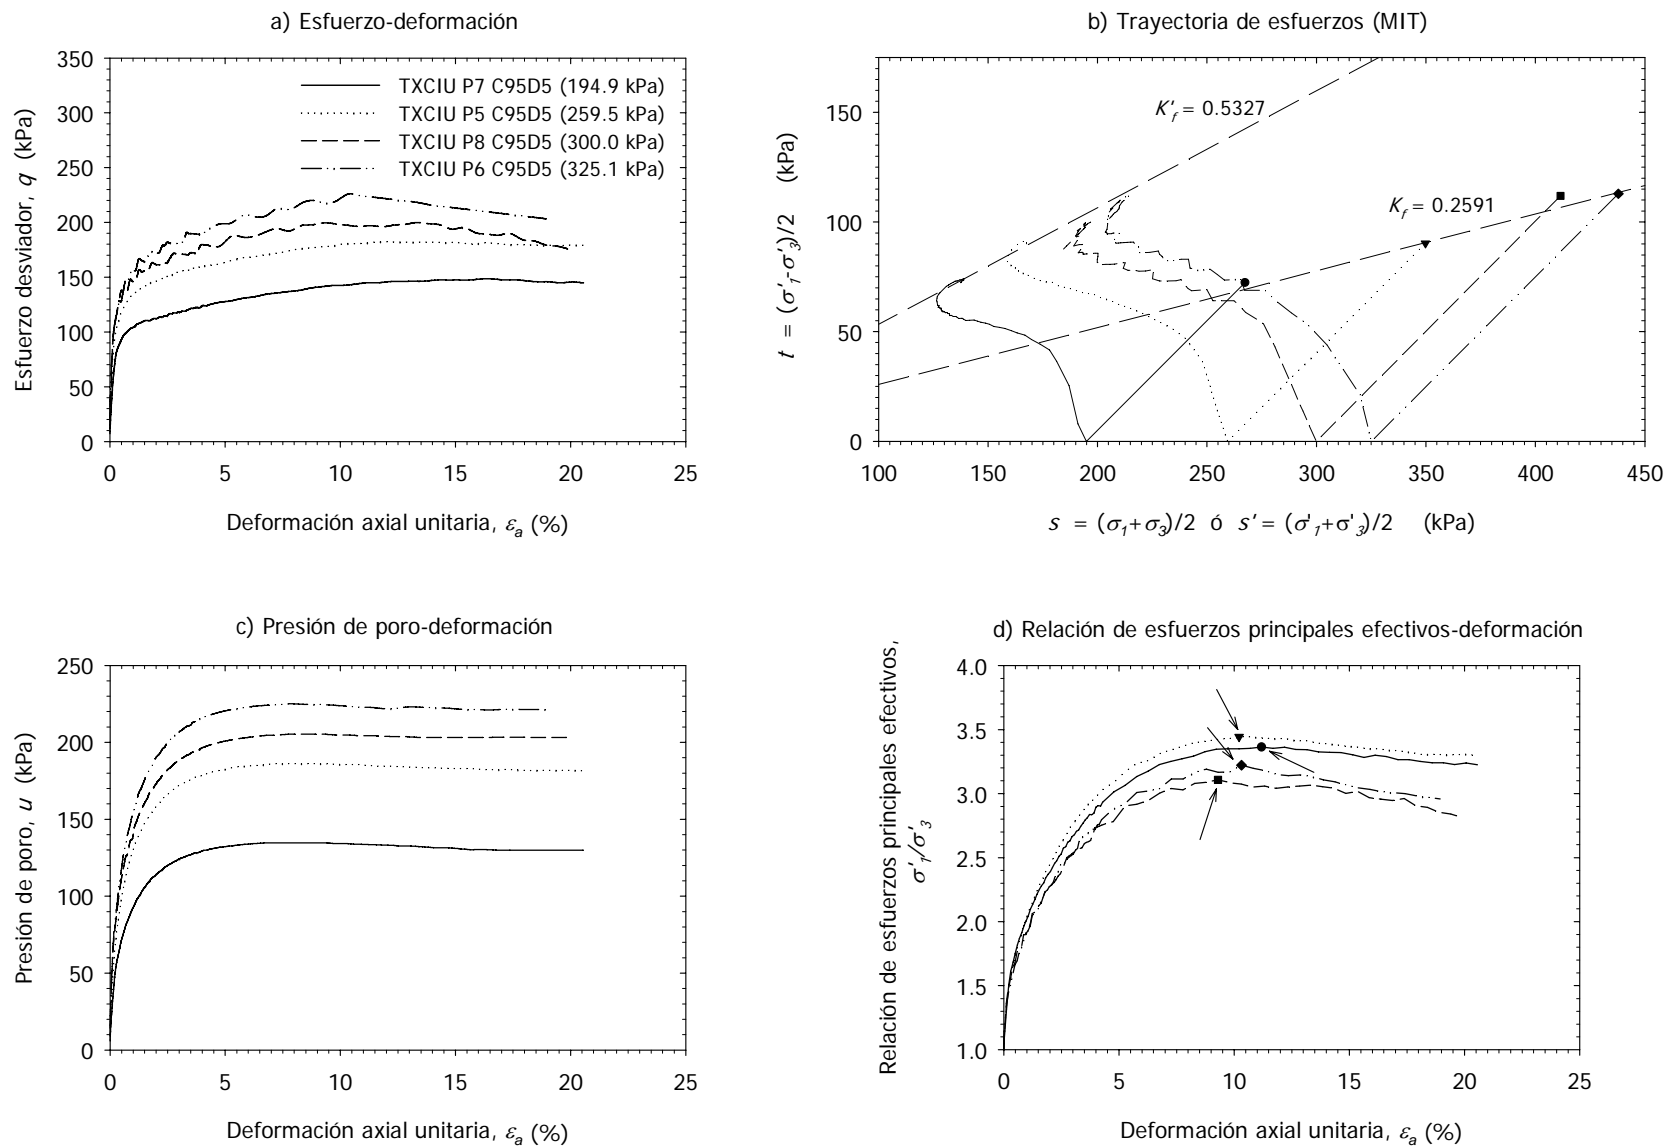 a) Esfuerzo-deformación
Esfuerzo desviador, q (kPa)
350
300
250
200
150
100
50
0
TXCIU P7 C95D5 (194.9 kPa)
TXCIU P5 C95D5 (259.5 kPa)
TXCIU P8 C95D5 (300.0 kPa)
TXCIU P6 C95D5 (325.1 kPa)
0 5 10 15 20 25
Deformación axial unitaria, εa (%)
b) Trayectoria de esfuerzos (MIT)
t = (σ'1-σ'3)/2 (kPa)
150
100
50
0
K'f = 0.5327
Kf = 0.2591
100 150 200 250 300 350 400 450
s = (σ1+σ3)/2 ó s' = (σ'1+σ'3)/2 (kPa)
c) Presión de poro-deformación
Presión de poro, u (kPa)
250
200
150
100
50
0
0 5 10 15 20 25
Deformación axial unitaria, εa (%)
d) Relación de esfuerzos principales efectivos-deformación
Relación de esfuerzos principales efectivos,
σ'1/σ'3
4.0
3.5
3.0
2.5
2.0
1.5
1.0
0 5 10 15 20 25
Deformación axial unitaria, εa (%)